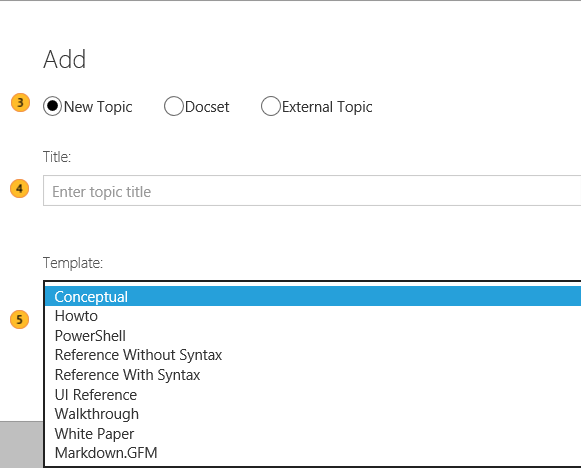 Add
3 New Topic Docset External Topic
Title:
4 Enter topic title
Template:
Conceptual
Howto
5 PowerShell
Reference Without Syntax
Reference With Syntax
UI Reference
Walkthrough
White Paper
Markdown.GFM